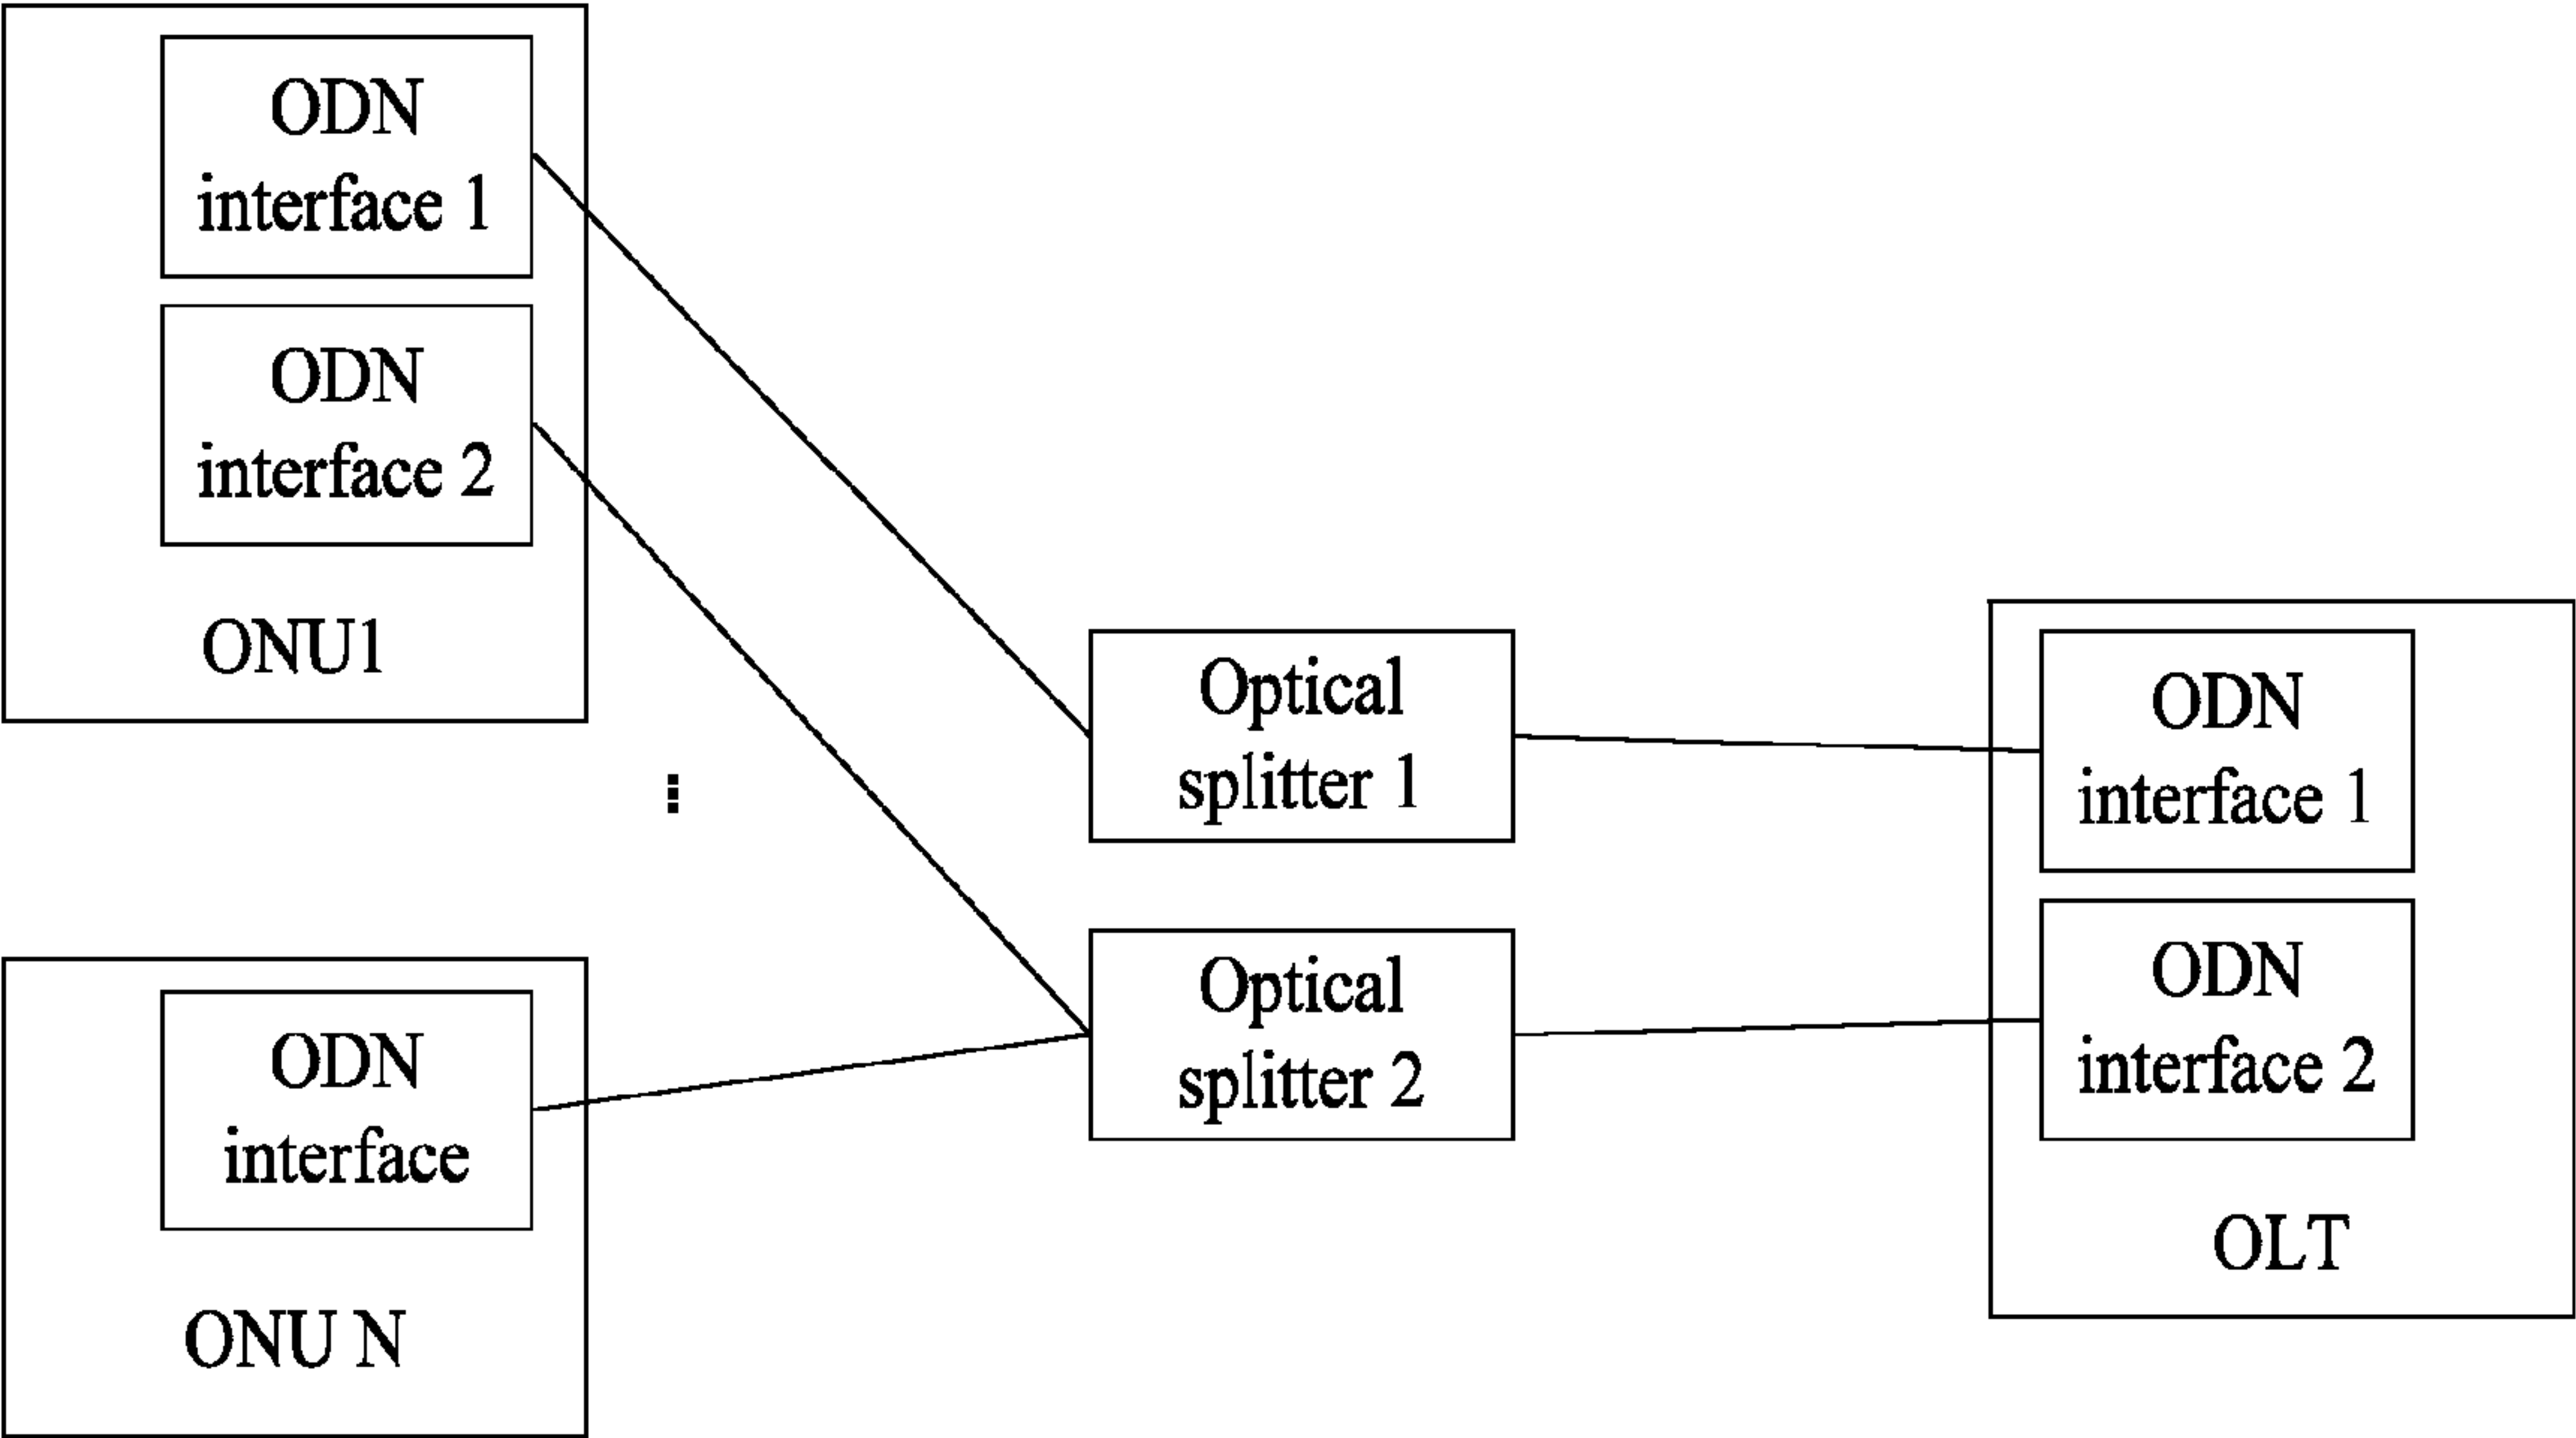 ODN
interface 1
ODN
interface 2
ONU1
Optical
splitter 1
Optical
splitter 2
ODN
interface 1
ODN
interface 2
OLT
ODN
interface
ONU N